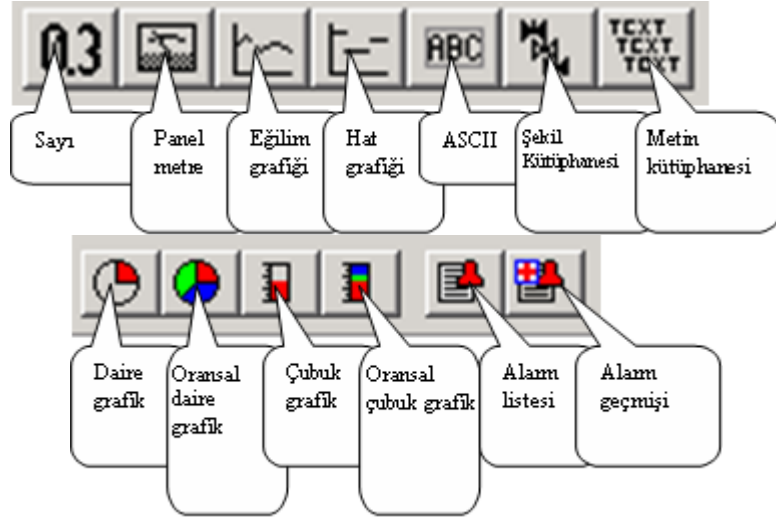 0.3
ABC
TEXT
TEXT
TEXT
Sayı
Panel
metre
Eğilim
grafiği
Hat
grafiği
ASCII
Şekil
Kütüphanesi
Metin
kütüphanesi
Daire
grafik
Oransal
daire
grafik
Çubuk
grafik
Oransal
çubuk grafik
Alarm
listesi
Alarm
geçmişi